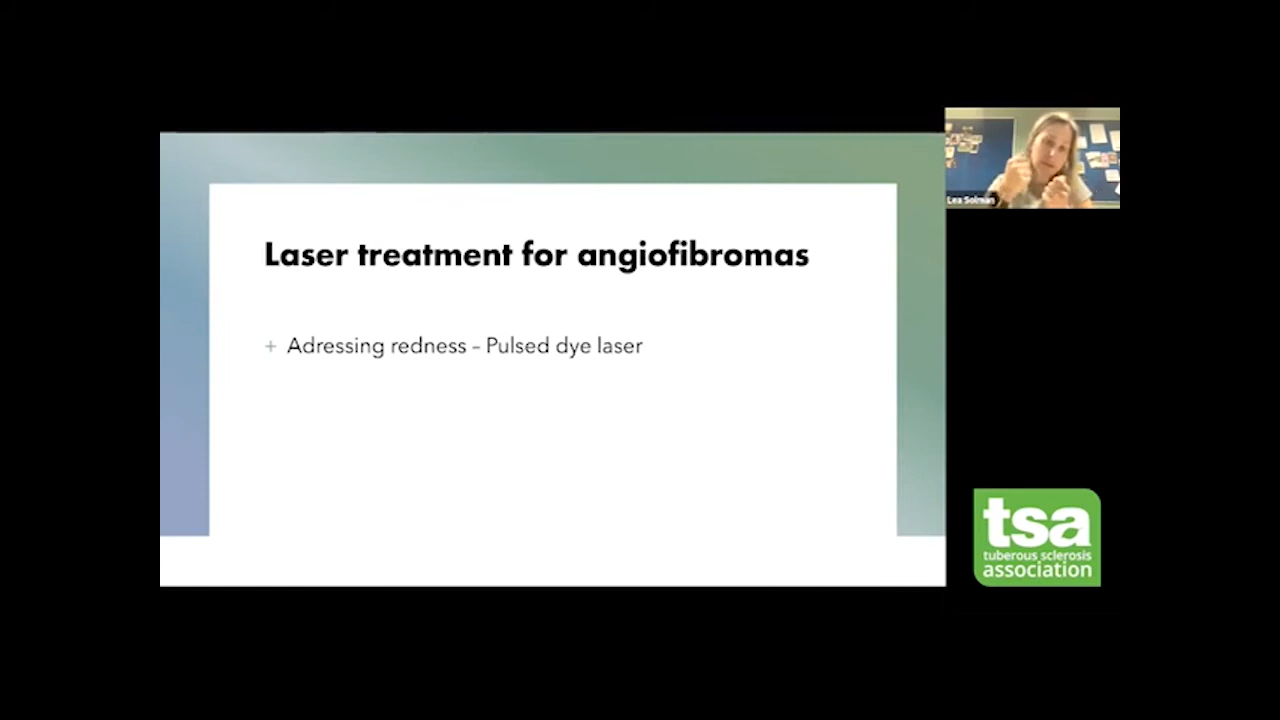 Laser treatment for angiofibromas
+ Adressing redness – Pulsed dye laser
Lea Solman
tsa
tuberous sclerosis
association